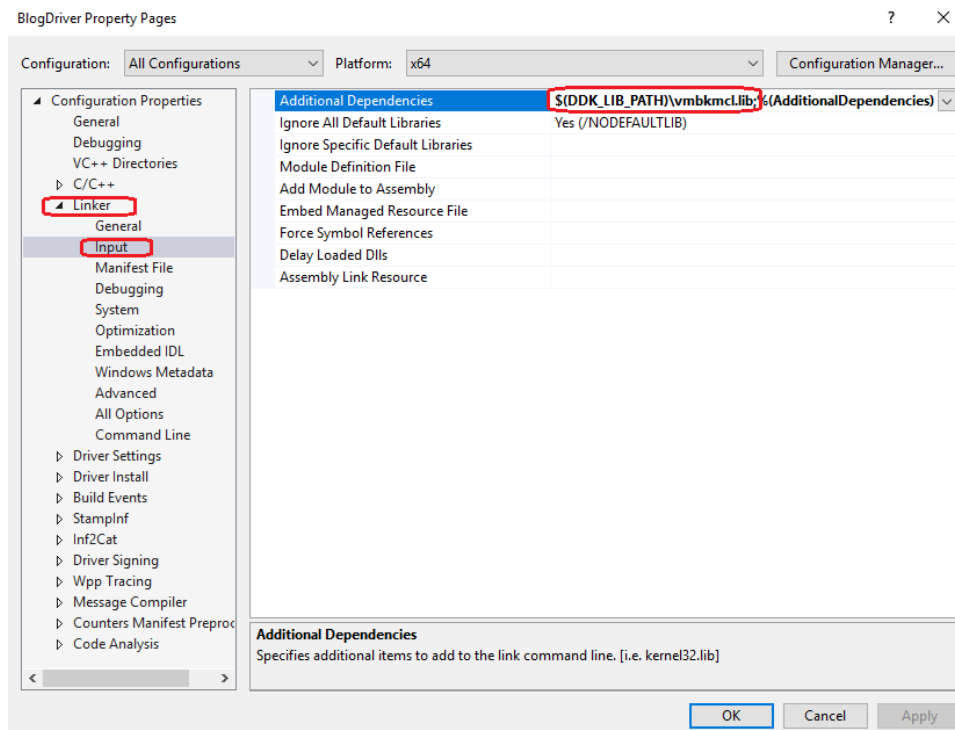 BlogDriver Property Pages
?
Configuration: All Configurations Platform: x64 Configuration Manager...
Configuration Properties
General
Debugging
VC++ Directories
C/C++
Linker
General
Input
Manifest File
Debugging
System
Optimization
Embedded IDL
Windows Metadata
Advanced
All Options
Command Line
Driver Settings
Driver Install
Build Events
StampInf
Inf2Cat
Driver Signing
Wpp Tracing
Message Compiler
Counters Manifest Preproc
Code Analysis
Additional Dependencies $(DDK_LIB_PATH)\vmbkmcl.lib;%(AdditionalDependencies)
Ignore All Default Libraries Yes (/NODEFAULTLIB)
Ignore Specific Default Libraries
Module Definition File
Add Module to Assembly
Embed Managed Resource File
Force Symbol References
Delay Loaded Dlls
Assembly Link Resource
Additional Dependencies
Specifies additional items to add to the link command line. [i.e. kernel32.lib]
OK Cancel Apply